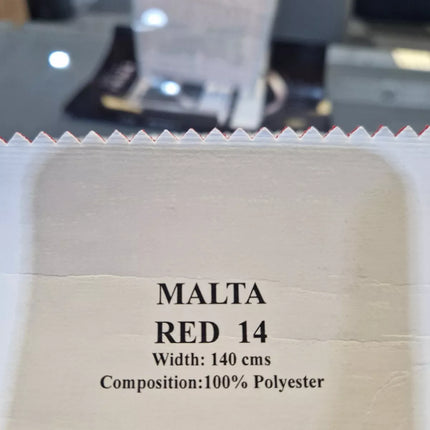 MALTA
RED 14
Width: 140 cms
Composition:100% Polyester